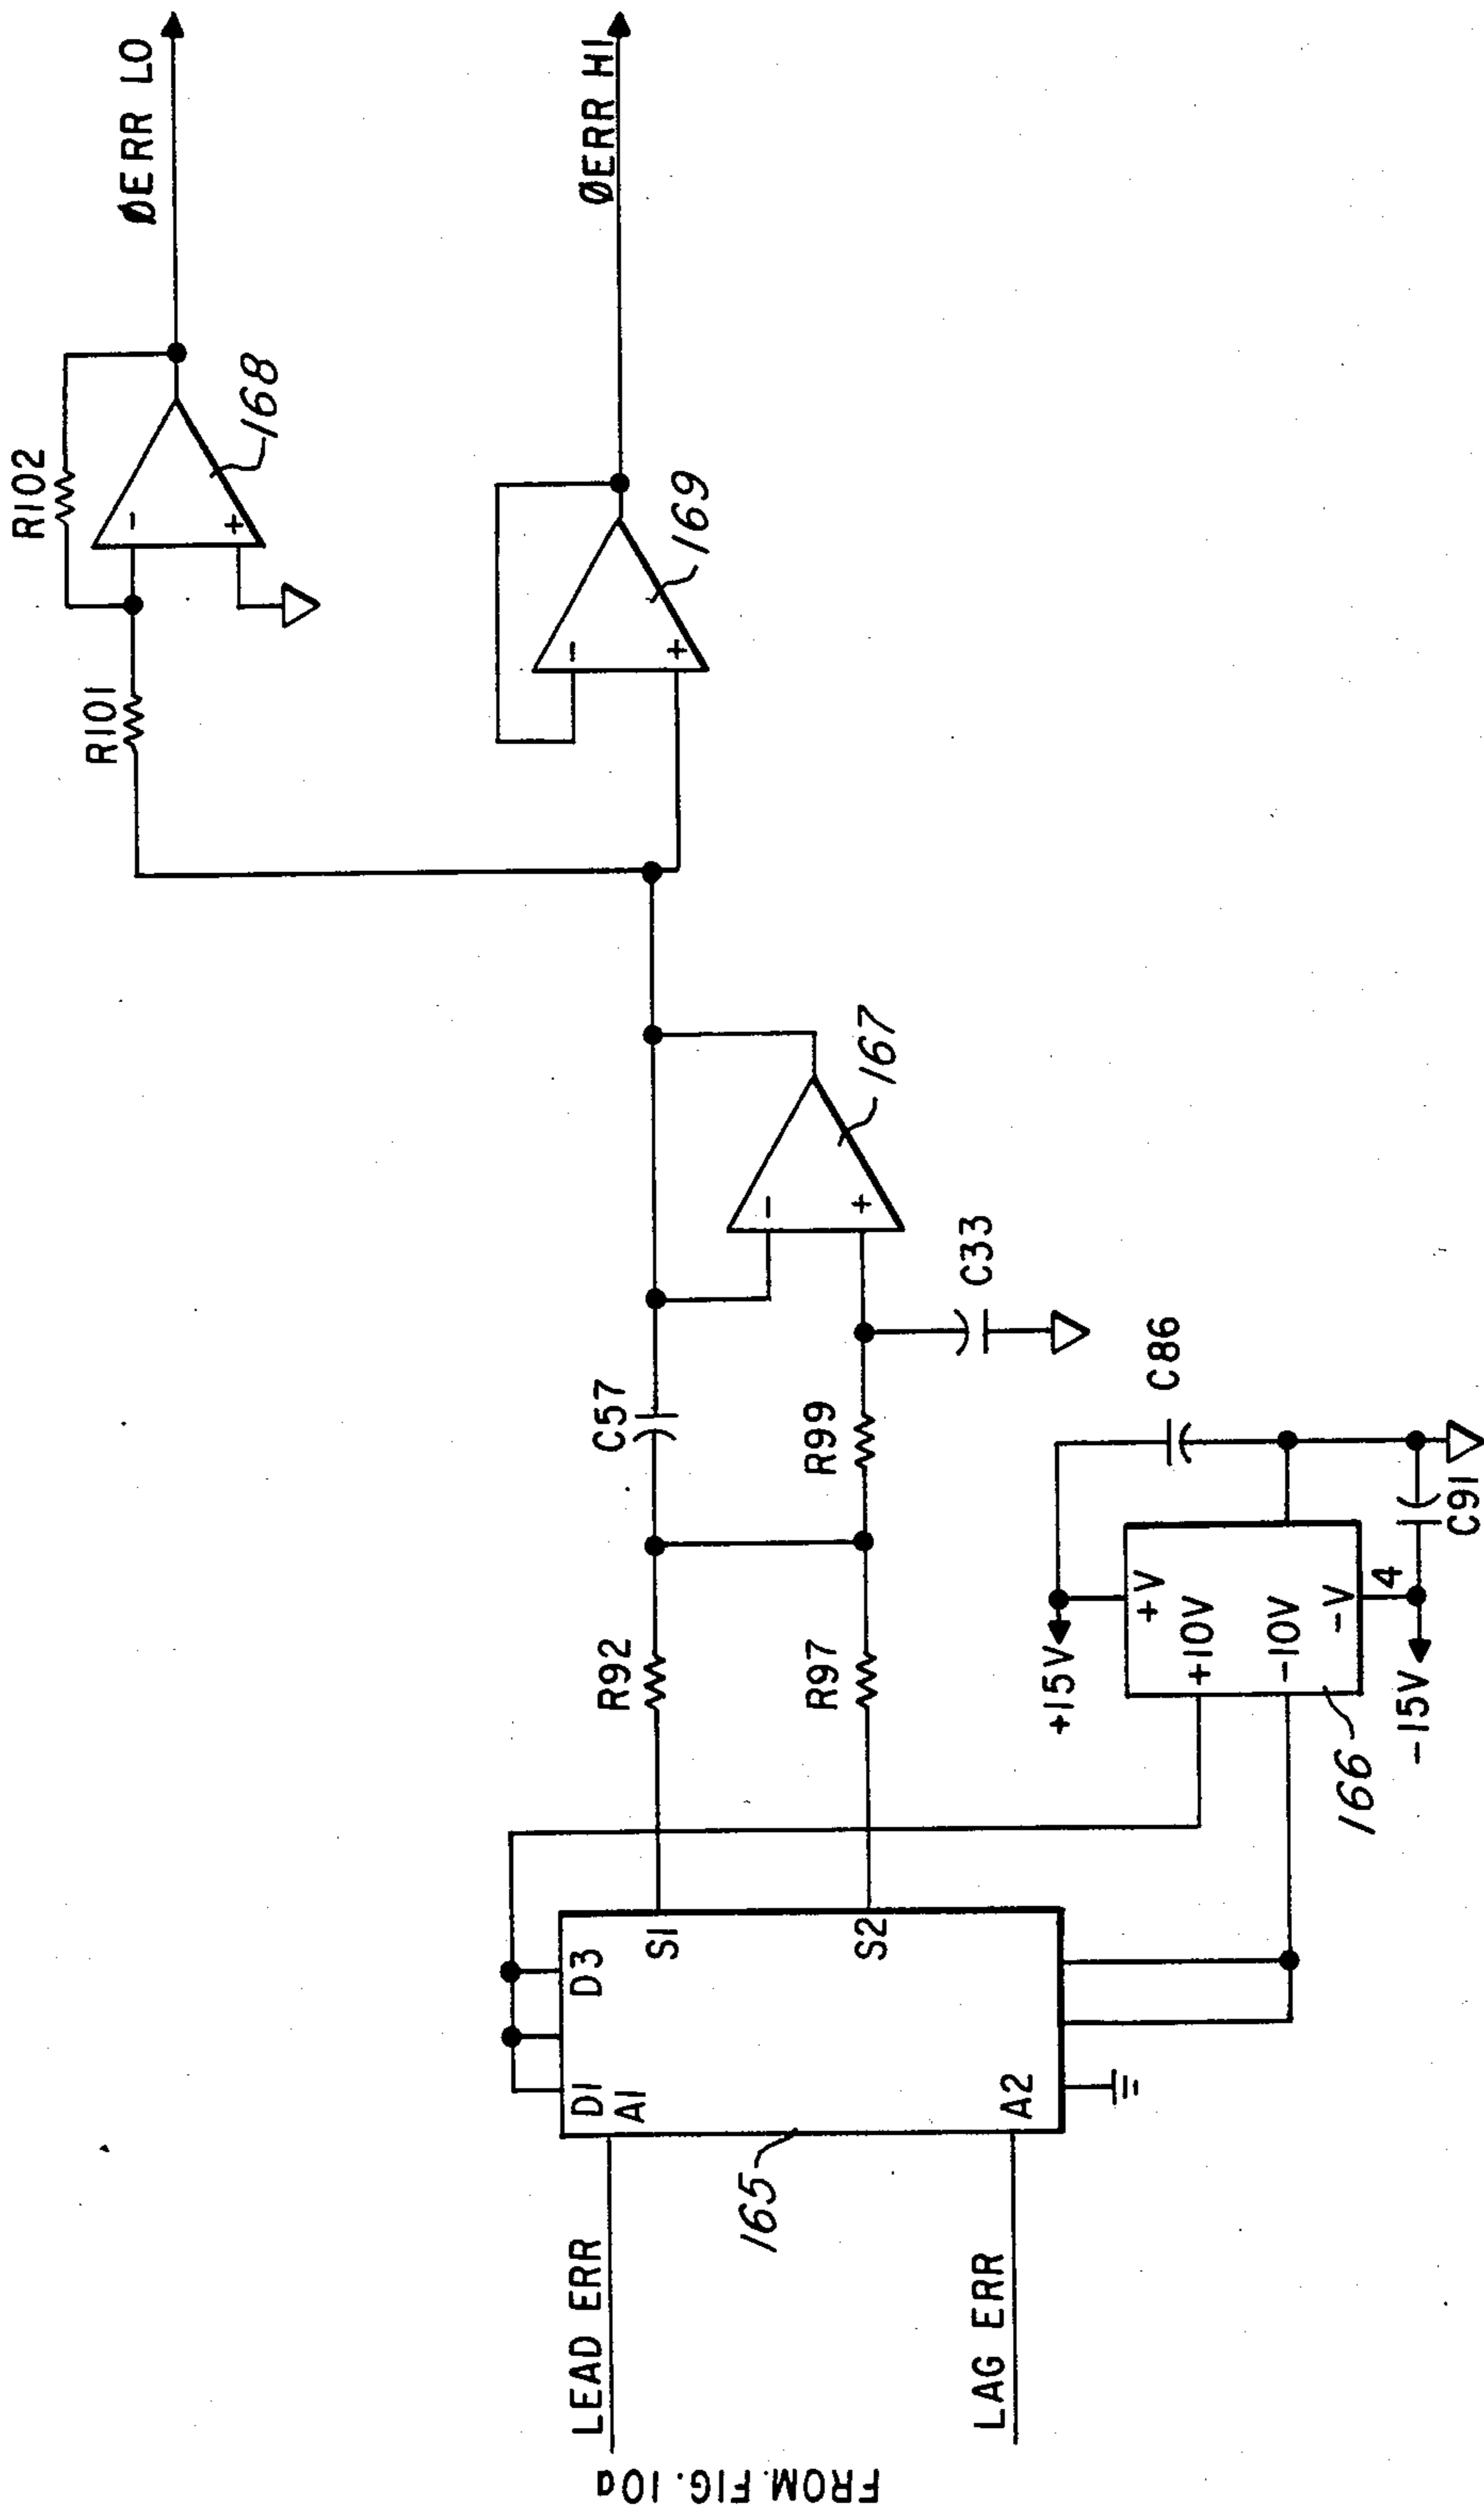 FROM FIG. 10a
LEAD ERR
LAG ERR
165
D1
D3
A1
A2
S1
S2
R92
R97
C57
R99
C33
167
+15V
+V
+10V
-10V
-V
4
-15V
166
C86
C91
R101
R102
-
+
168
ØERR LO
-
+
169
ØERR HI
-
+